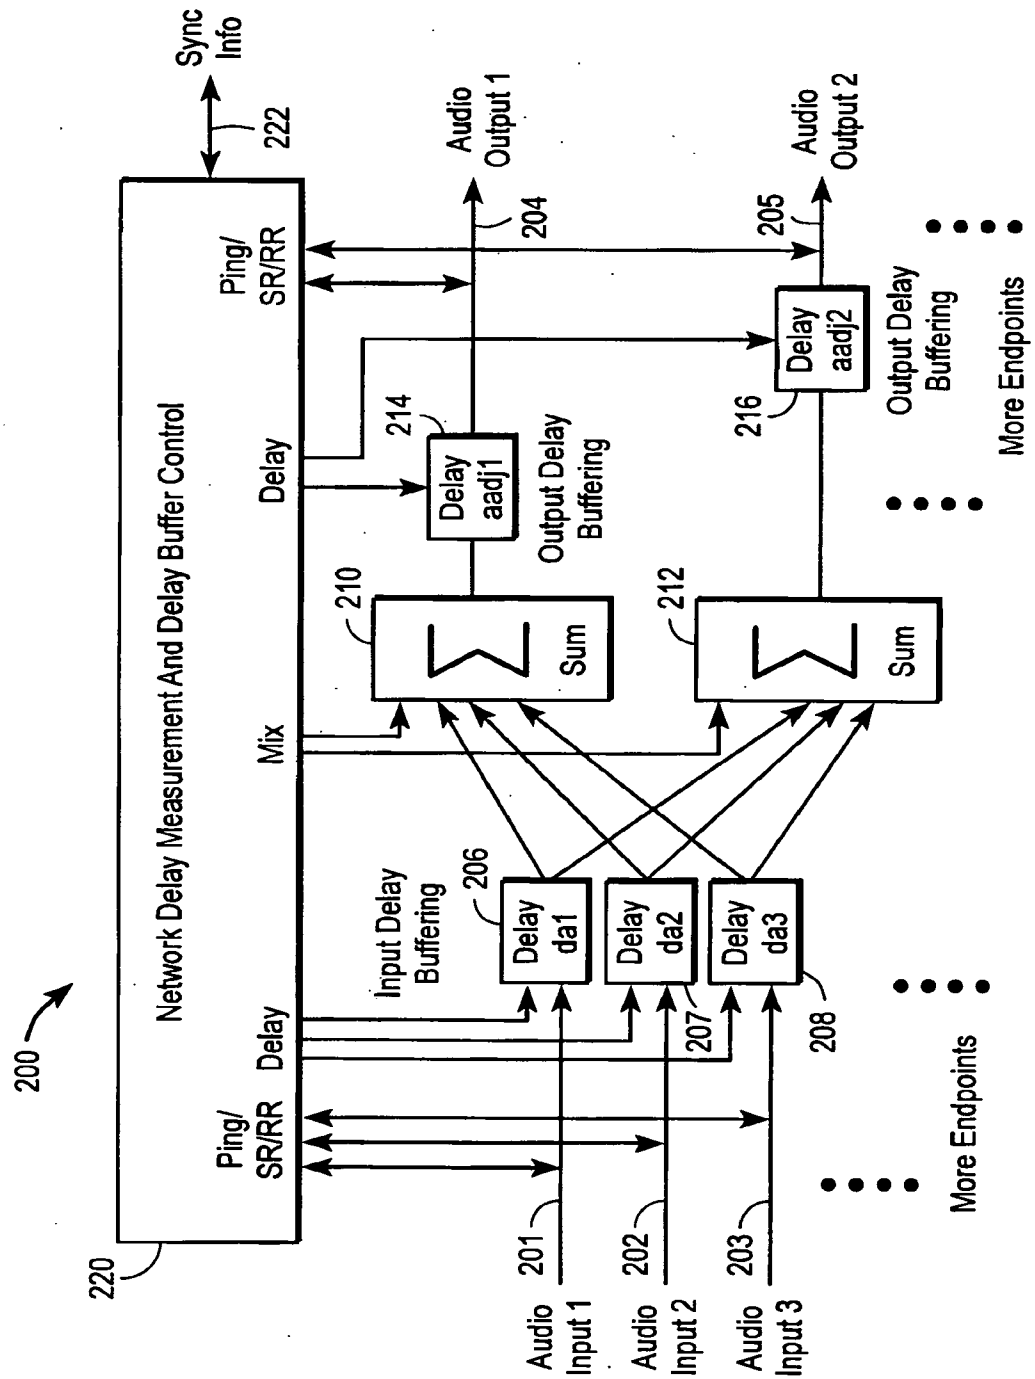 200
220
Network Delay Measurement And Delay Buffer Control
Sync
Info
222
Ping/
SR/RR
Delay
Mix
Delay
Ping/
SR/RR
Input Delay
Buffering
206
Delay
da1
Delay
da2
207
Delay
da3
208
201
Audio
Input 1
202
Audio
Input 2
203
Audio
Input 3
More Endpoints
210
Sum
212
Sum
214
Delay
aadj1
Output Delay
Buffering
204
Audio
Output 1
Delay
aadj2
216
Output Delay
Buffering
205
Audio
Output 2
More Endpoints